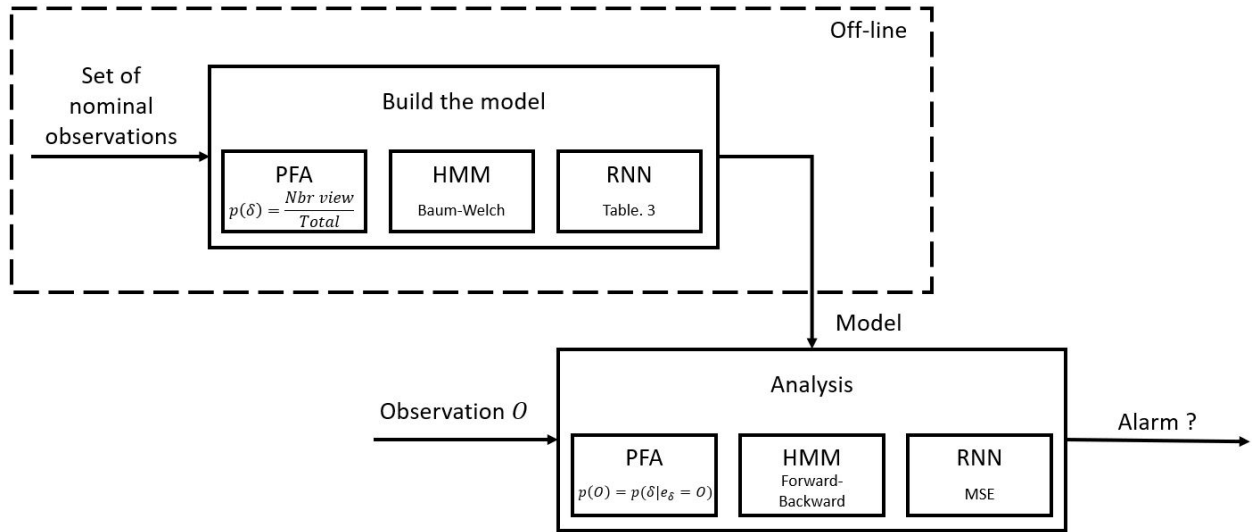 Off-line
Set of
nominal
observations
Build the model
PFA
p(δ) = Nbr view / Total
HMM
Baum-Welch
RNN
Table. 3
Model
Analysis
Observation O
Alarm ?
PFA
p(O) = p(δ|e_δ = O)
HMM
Forward-
Backward
RNN
MSE